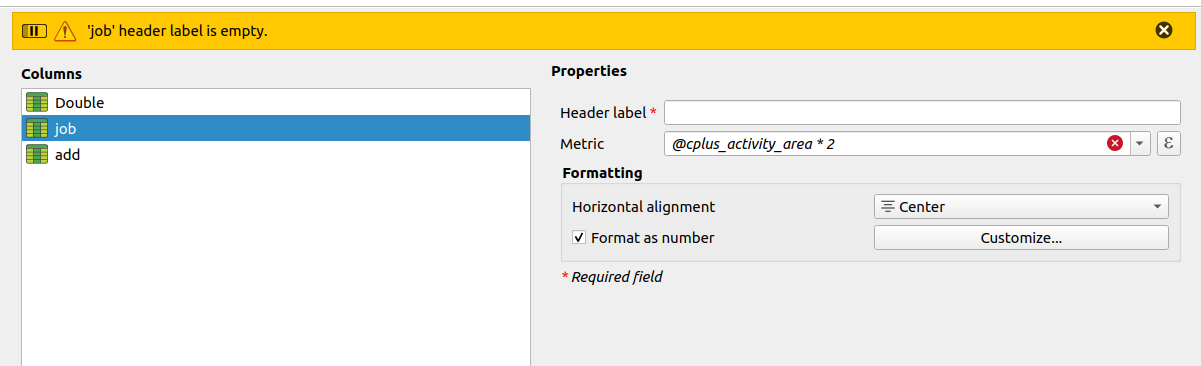 'job' header label is empty.
Columns
Double
job
add
Properties
Header label *
Metric
@cplus_activity_area * 2
ε
Formatting
Horizontal alignment
Center
Format as number
Customize...
* Required field